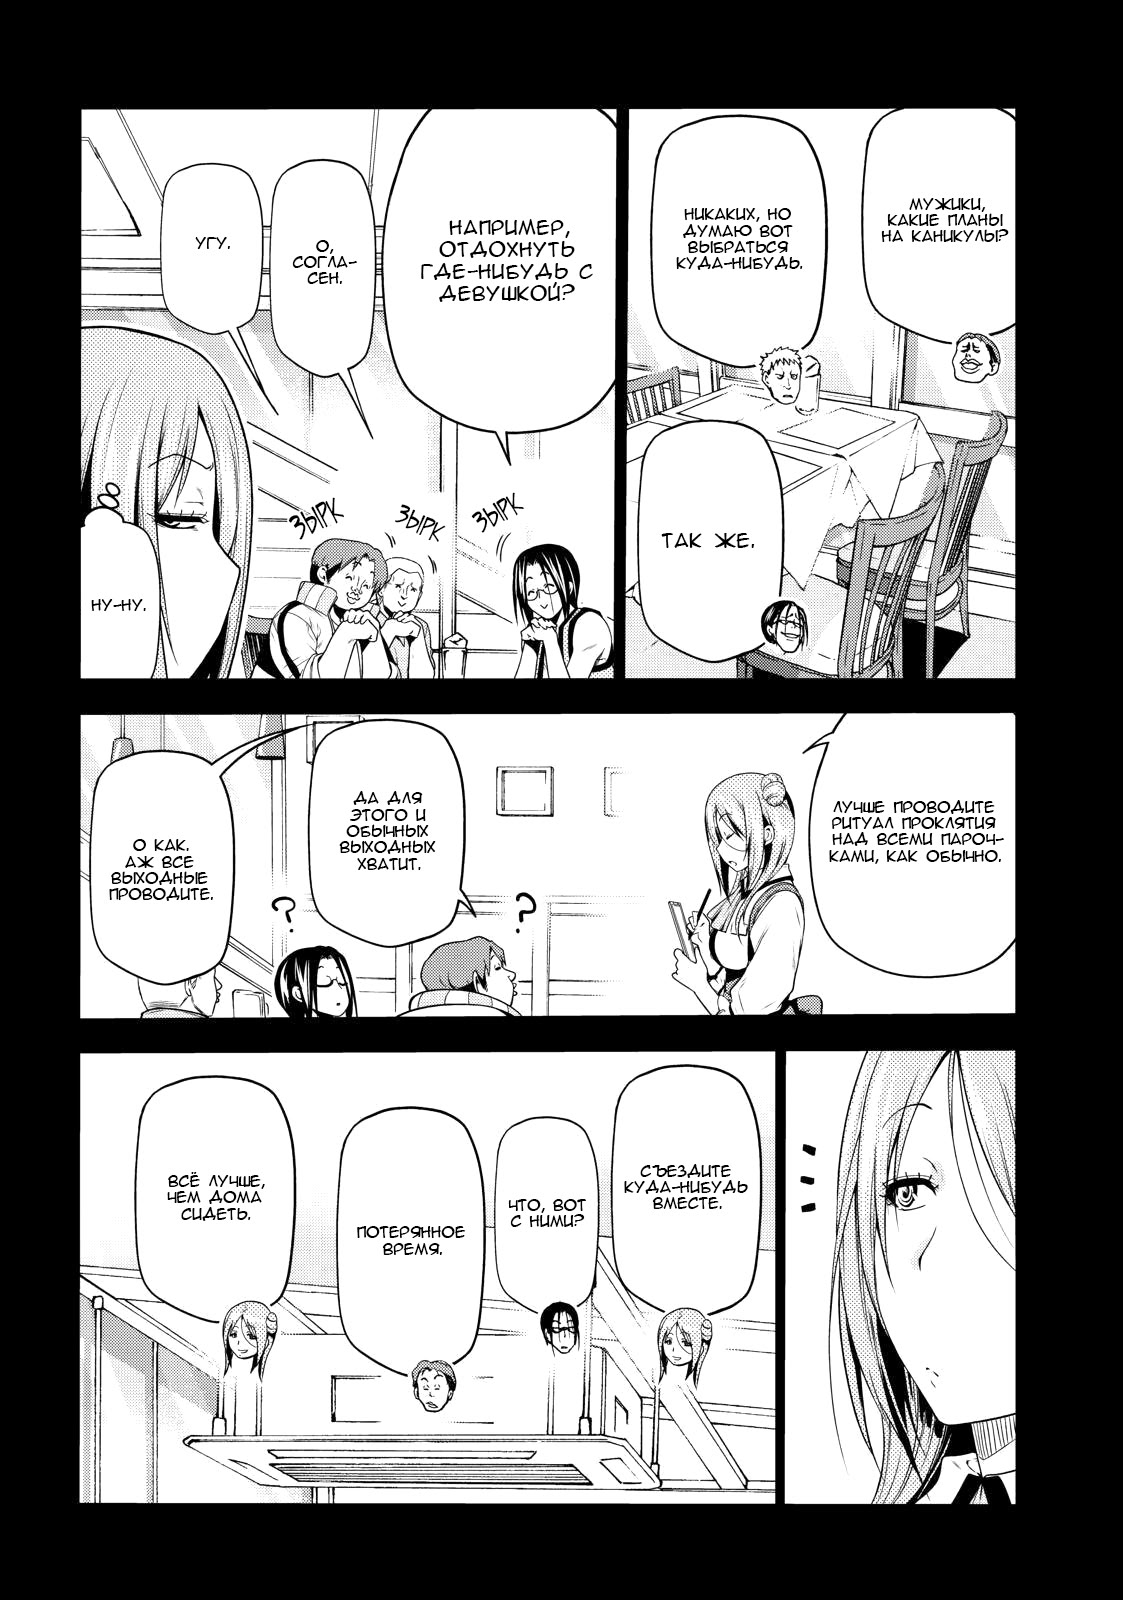 МУЖИКИ,
КАКИЕ ПЛАНЫ
НА КАНИКУЛЫ?
НИКАКИХ, НО
ДУМАЮ ВОТ
ВЫБРАТЬСЯ
КУДА-НИБУДЬ.
ТАК ЖЕ.
НАПРИМЕР,
ОТДОХНУТЬ
ГДЕ-НИБУДЬ С
ДЕВУШКОЙ?
О,
СОГЛА-
СЕН.
УГУ.
ЗЫРК
ЗЫРК
ЗЫРК
НУ-НУ.
ЛУЧШЕ ПРОВОДИТЕ
РИТУАЛ ПРОКЛЯТИЯ
НАД ВСЕМИ ПАРОЧ-
КАМИ, КАК ОБЫЧНО.
ДА ДЛЯ
ЭТОГО И
ОБЫЧНЫХ
ВЫХОДНЫХ
ХВАТИТ.
?
?
О КАК.
АЖ ВСЕ
ВЫХОДНЫЕ
ПРОВОДИТЕ.
СЪЕЗДИТЕ
КУДА-НИБУДЬ
ВМЕСТЕ.
ЧТО, ВОТ
С НИМИ?
ПОТЕРЯННОЕ
ВРЕМЯ.
ВСЁ ЛУЧШЕ,
ЧЕМ ДОМА
СИДЕТЬ.